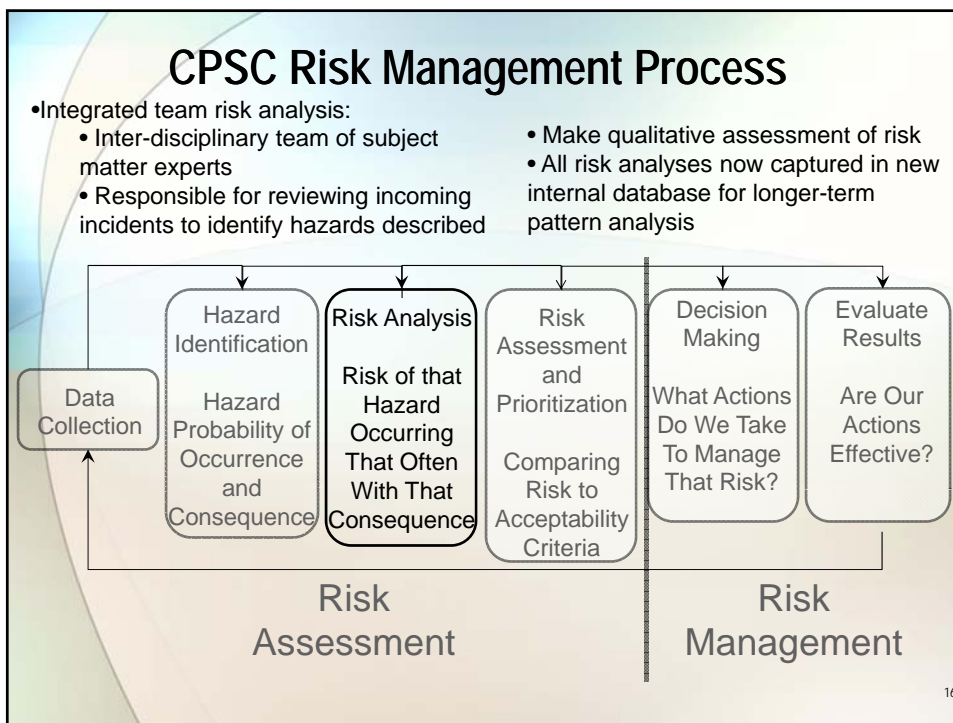 CPSC Risk Management Process
•Integrated team risk analysis:
• Inter-disciplinary team of subject
matter experts
• Responsible for reviewing incoming
incidents to identify hazards described
• Make qualitative assessment of risk
• All risk analyses now captured in new
internal database for longer-term
pattern analysis
Data
Collection
Hazard
Identification
Hazard
Probability of
Occurrence
and
Consequence
Risk Analysis
Risk of that
Hazard
Occurring
That Often
With That
Consequence
Risk
Assessment
and
Prioritization
Comparing
Risk to
Acceptability
Criteria
Decision
Making
What Actions
Do We Take
To Manage
That Risk?
Evaluate
Results
Are Our
Actions
Effective?
Risk
Assessment
Risk
Management
16